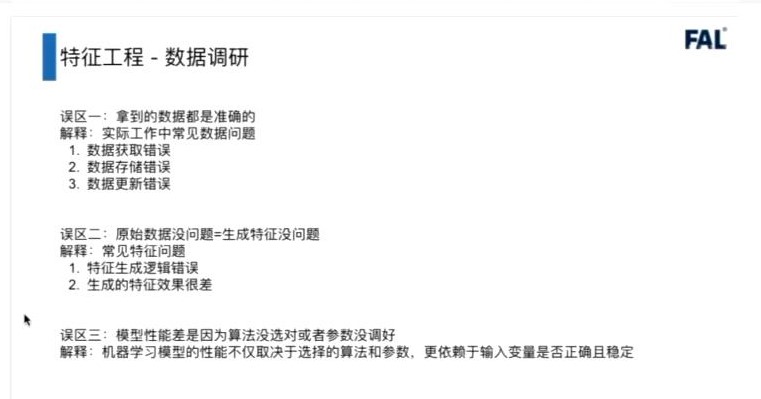 特征工程 - 数据调研
FAL
误区一：拿到的数据都是准确的
解释：实际工作中常见数据问题
1. 数据获取错误
2. 数据存储错误
3. 数据更新错误
误区二：原始数据没问题=生成特征没问题
解释：常见特征问题
1. 特征生成逻辑错误
2. 生成的特征效果很差
误区三：模型性能差是因为算法没选对或者参数没调好
解释：机器学习模型的性能不仅取决于选择的算法和参数，更依赖于输入变量是否正确且稳定